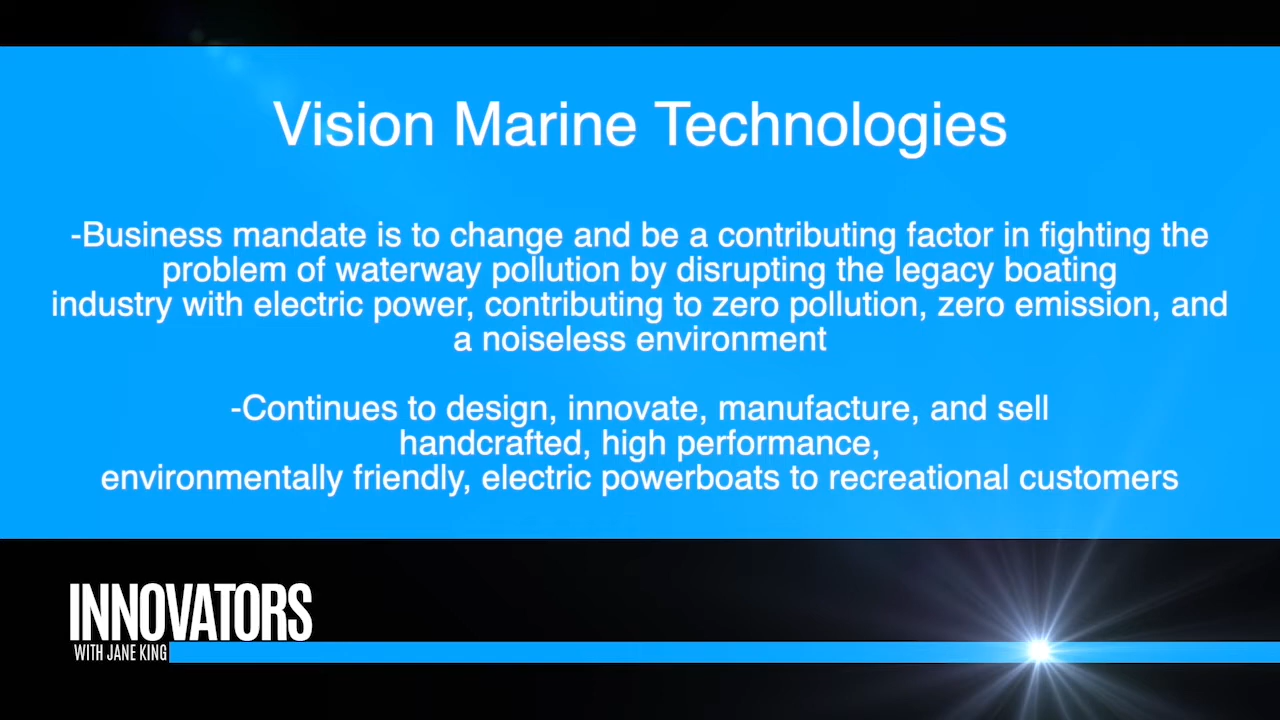 Vision Marine Technologies
-Business mandate is to change and be a contributing factor in fighting the
problem of waterway pollution by disrupting the legacy boating
industry with electric power, contributing to zero pollution, zero emission, and
a noiseless environment
-Continues to design, innovate, manufacture, and sell
handcrafted, high performance,
environmentally friendly, electric powerboats to recreational customers
INNOVATORS
WITH JANE KING